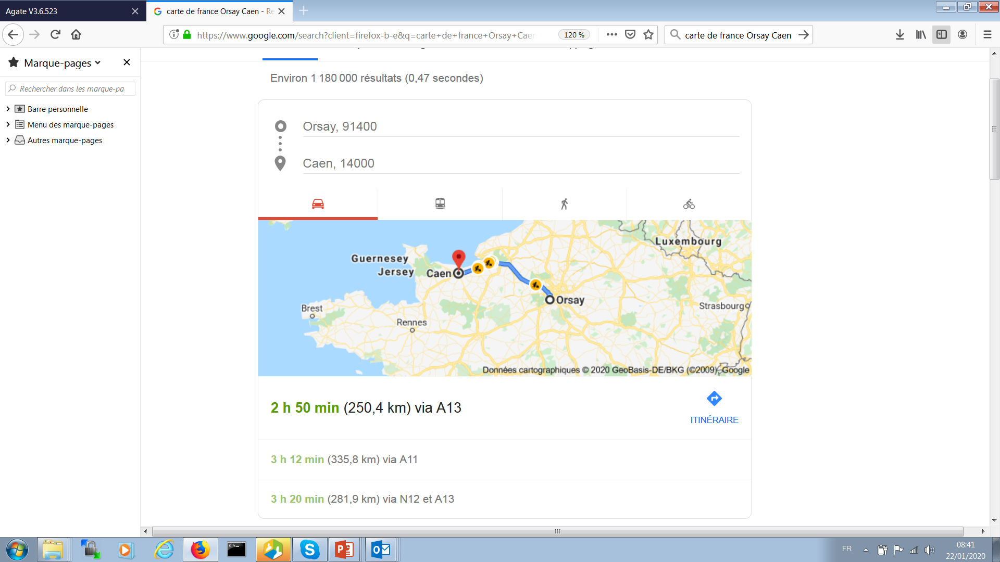 Agate V3.6.523
carte de france Orsay Caen - Re
https://www.google.com/search?client=firefox-b-e&q=carte+de+france+Orsay+Caen
120 %
carte de france Orsay Caen
Marque-pages
Rechercher dans les marque-pa
Barre personnelle
Menu des marque-pages
Autres marque-pages
Environ 1 180 000 résultats (0,47 secondes)
Orsay, 91400
Caen, 14000
Luxembourg
Guernesey
Jersey
Caen
Orsay
Brest
Strasbourg
Rennes
Données cartographiques © 2020 GeoBasis-DE/BKG (©2009), Google
2 h 50 min (250,4 km) via A13
ITINÉRAIRE
3 h 12 min (335,8 km) via A11
3 h 20 min (281,9 km) via N12 et A13
FR
08:41
22/01/2020